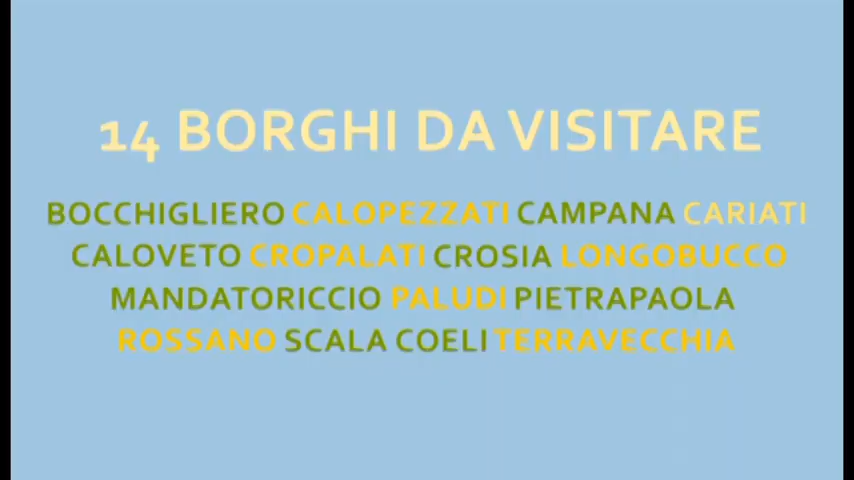 14 BORGHI DA VISITARE
BOCCHIGLIERO CALOPEZZATI CAMPANA CARIATI
CALOVETO CROPALATI CROSIA LONGOBUCCO
MANDATORICCIO PALUDI PIETRAPAOLA
ROSSANO SCALA COELI TERRAVECCHIA